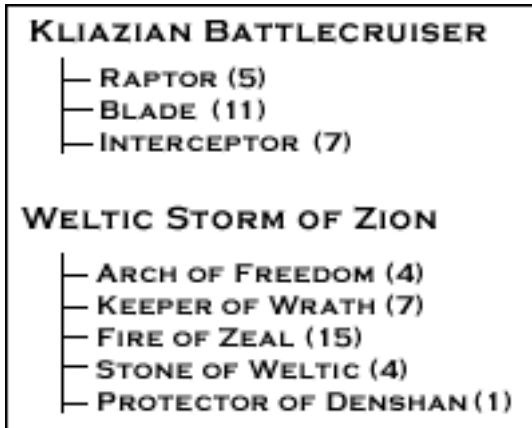 Kliazian Battlecruiser
Raptor (5)
Blade (11)
Interceptor (7)
Weltic Storm of Zion
Arch of Freedom (4)
Keeper of Wrath (7)
Fire of Zeal (15)
Stone of Weltic (4)
Protector of Denshan (1)